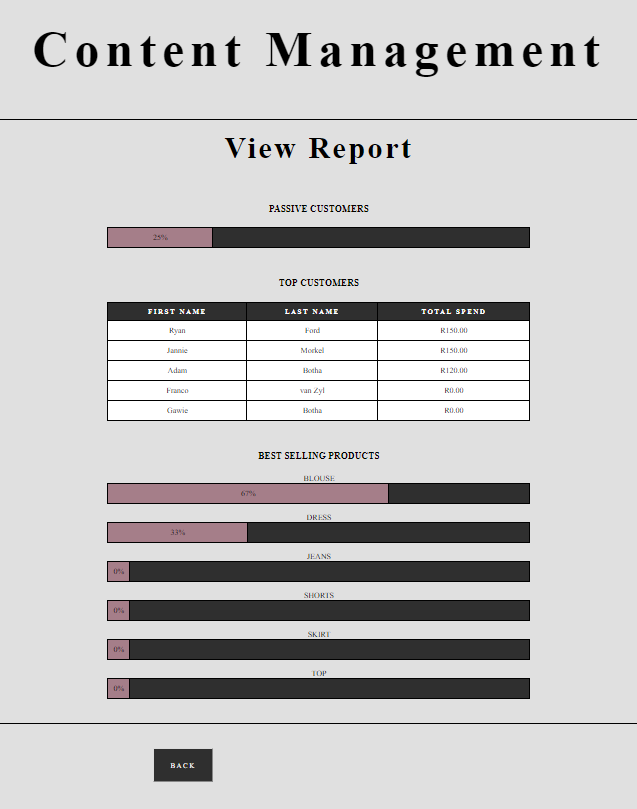 Content Management
View Report
PASSIVE CUSTOMERS
25%
TOP CUSTOMERS
FIRST NAME LAST NAME TOTAL SPEND
Ryan Ford R150.00
Jannie Morkel R150.00
Adam Botha R120.00
Franco van Zyl R0.00
Gawie Botha R0.00
BEST SELLING PRODUCTS
BLOUSE
67%
DRESS
33%
JEANS
0%
SHORTS
0%
SKIRT
0%
TOP
0%
BACK